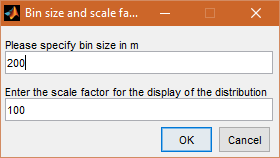 Bin size and scale fa...
Please specify bin size in m
200
Enter the scale factor for the display of the distribution
100
OK Cancel